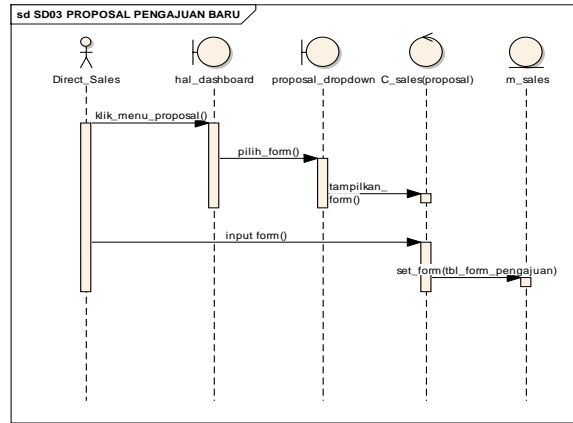 sd SD03 PROPOSAL PENGAJUAN BARU
Direct_Sales
hal_dashboard
proposal_dropdown
C_sales(proposal)
m_sales
klik_menu_proposal()
pilih_form()
tampilkan_
form()
input form()
set_form(tbl_form_pengajuan)